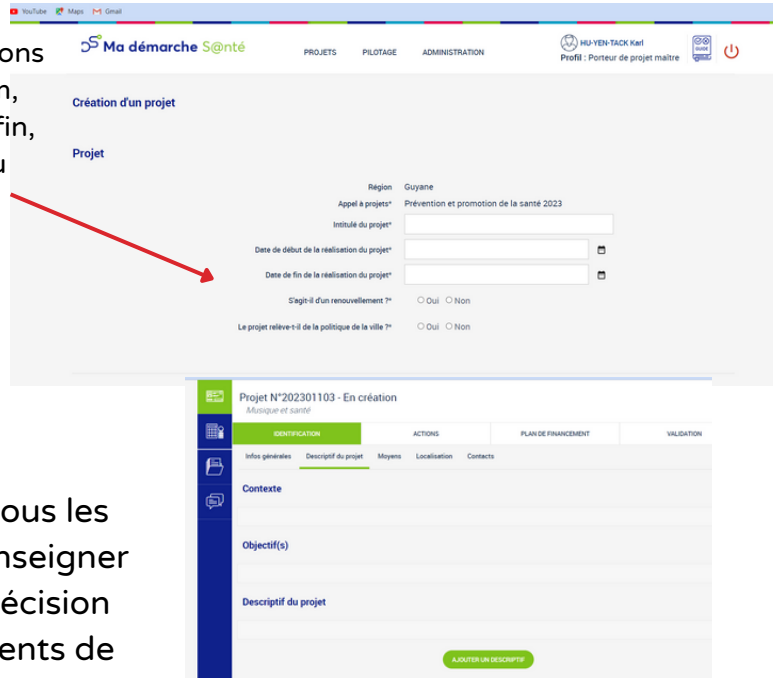 YouTube Maps Gmail
Ma démarche S@nté
PROJETS PILOTAGE ADMINISTRATION
HU-YEN-TACK Karl
Profil : Porteur de projet maître
GUIDE
ons
n,
fin,
u
Création d'un projet
Projet
Région Guyane
Appel à projets* Prévention et promotion de la santé 2023
Intitulé du projet*
Date de début de la réalisation du projet*
Date de fin de la réalisation du projet*
S'agit-il d'un renouvellement ?* Oui Non
Le projet relève-t-il de la politique de la ville ?* Oui Non
Projet N°202301103 - En création
Musique et santé
IDENTIFICATION ACTIONS PLAN DE FINANCEMENT VALIDATION
Infos générales Descriptif du projet Moyens Localisation Contacts
Contexte
Objectif(s)
Descriptif du projet
AJOUTER UN DESCRIPTIF
ous les
nseigner
écision
ents de